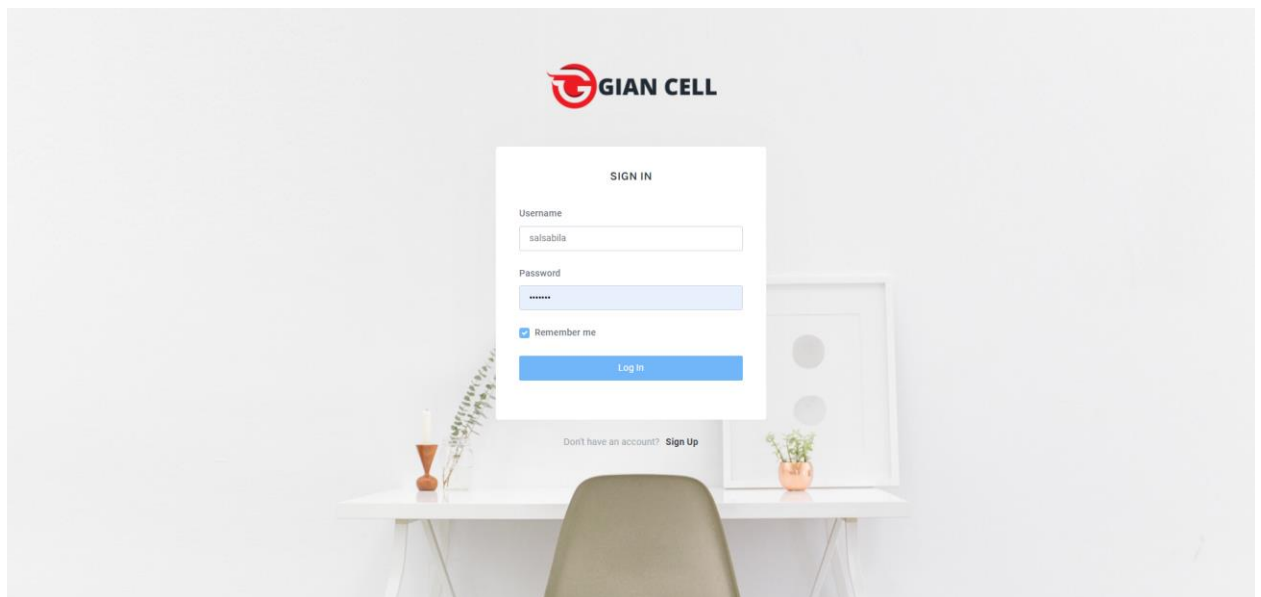 GIAN CELL
SIGN IN
Username
salsabila
Password
•••••••
Remember me
Log In
Don't have an account? Sign Up